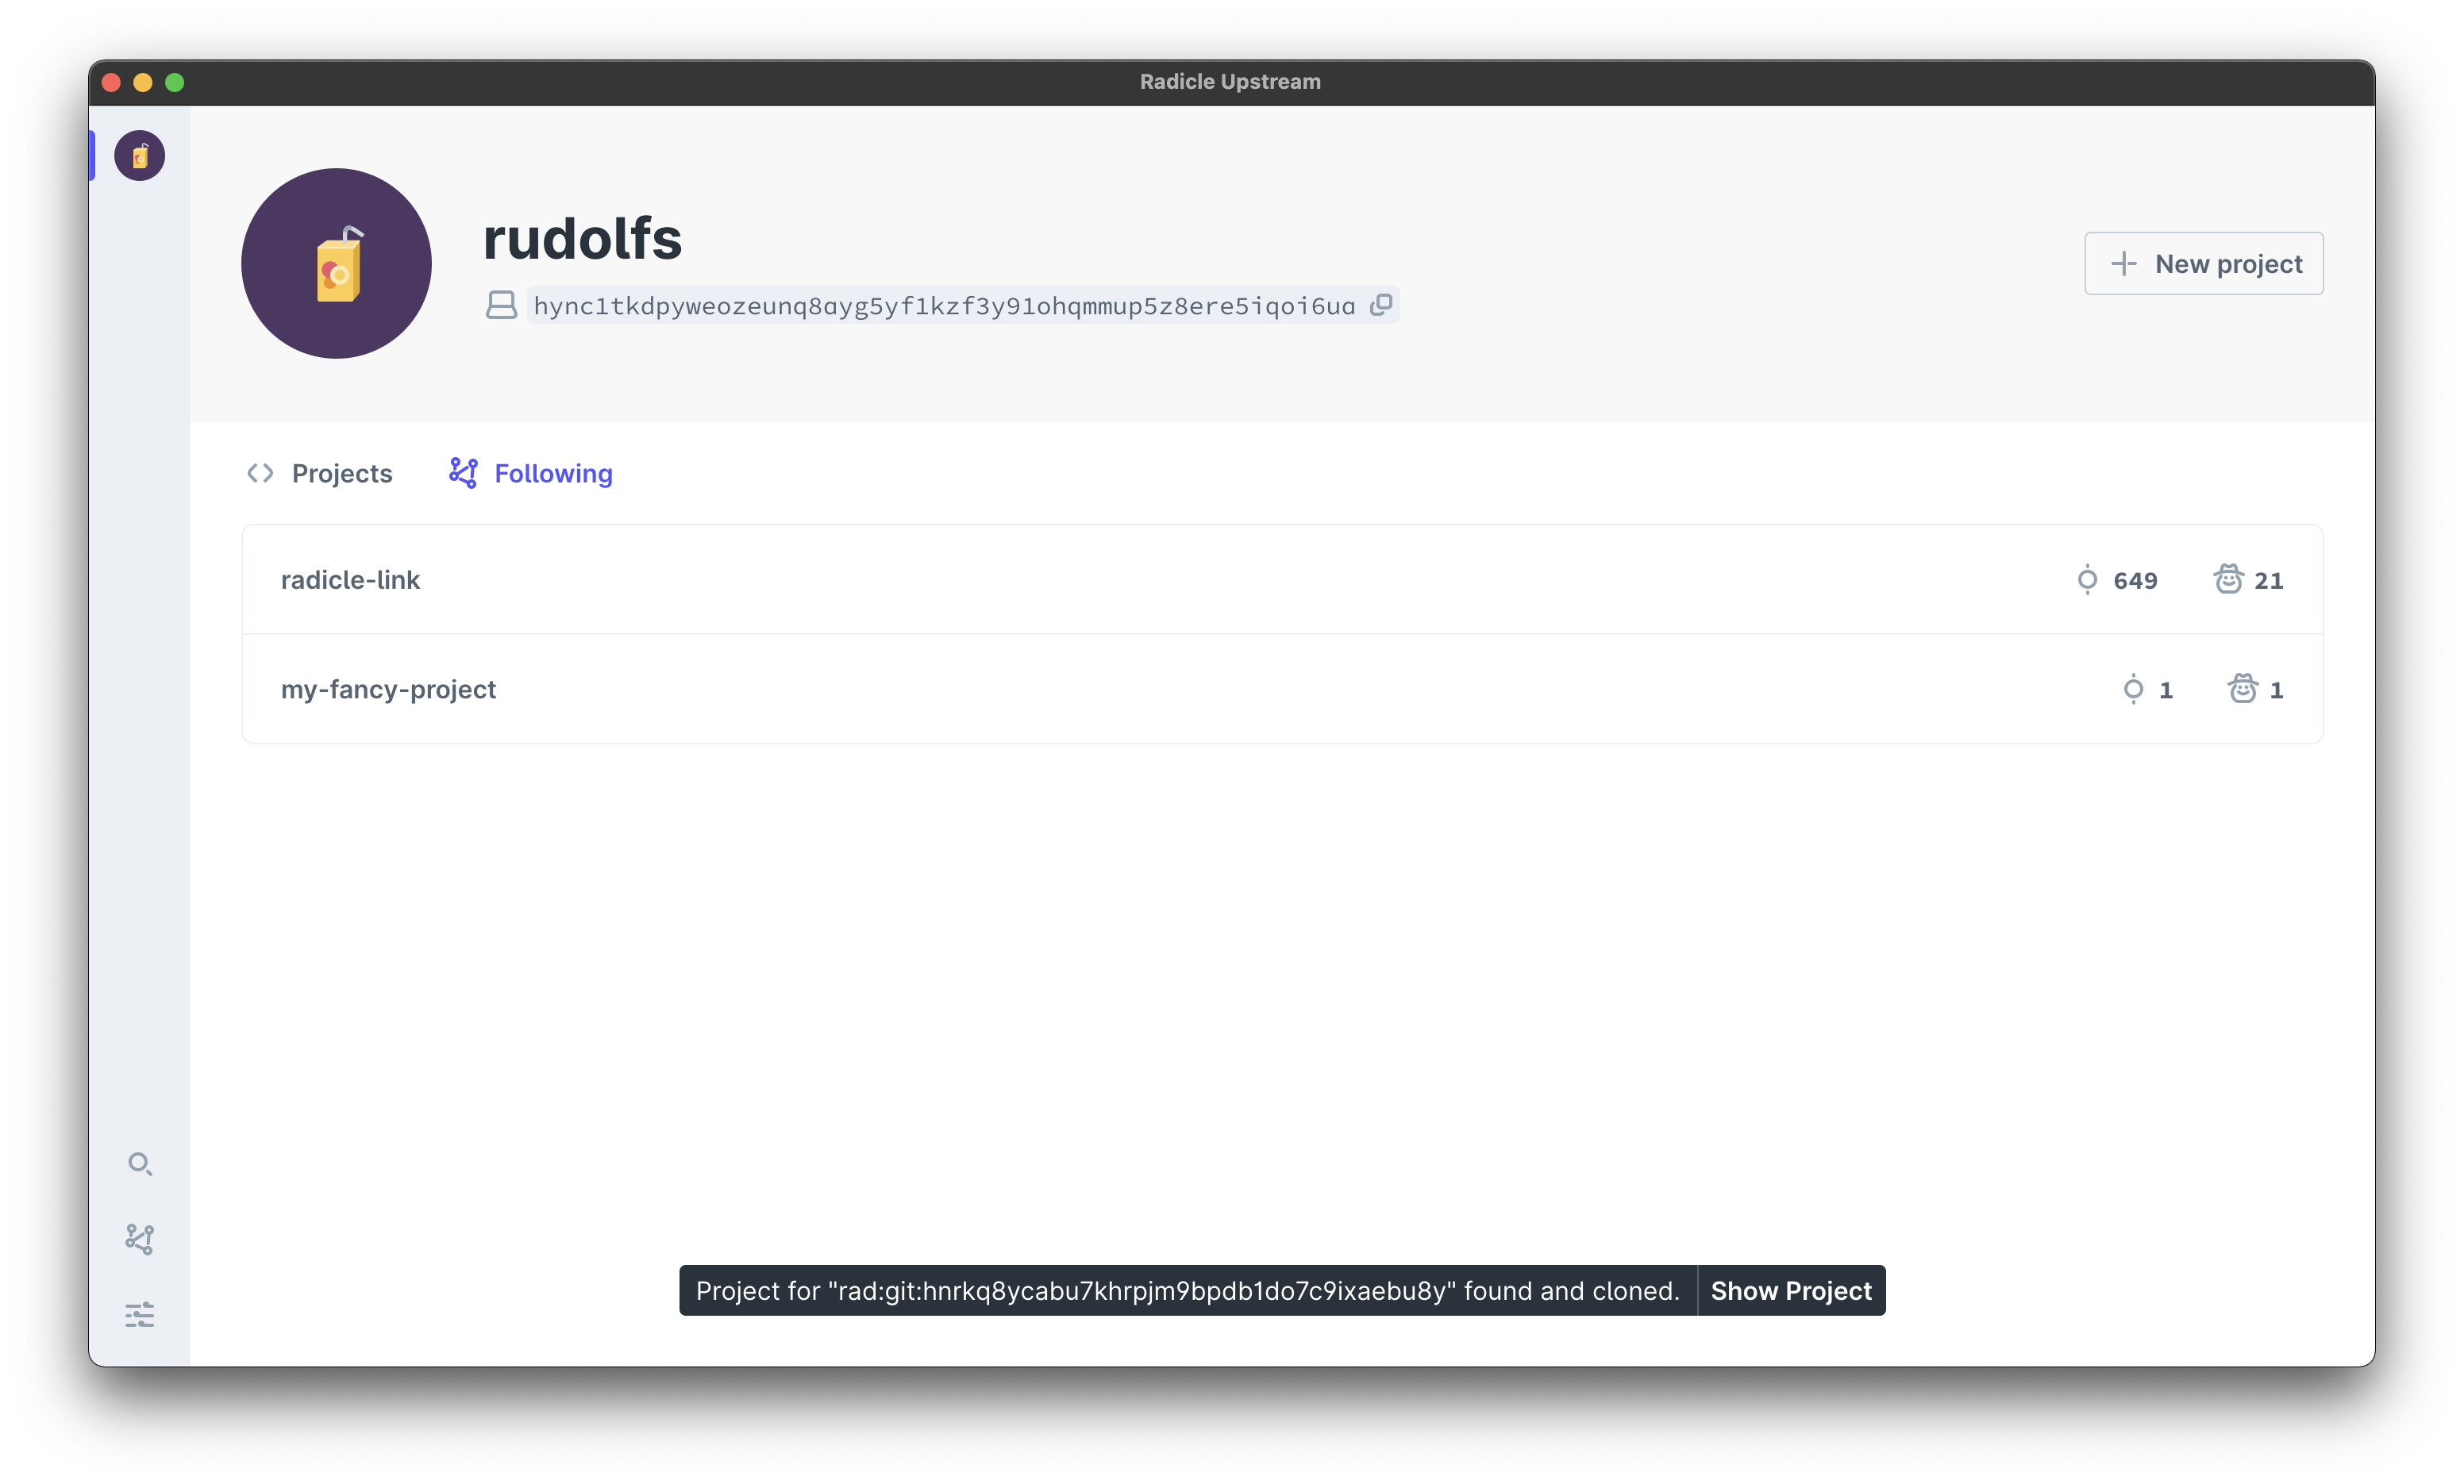 Radicle Upstream
rudolfs
hync1tkdpyweozeunq8ayg5yf1kzf3y91ohqmmup5z8ere5iqoi6ua
New project
Projects
Following
radicle-link
649
21
my-fancy-project
1
1
Project for "rad:git:hnrkq8ycabu7khrpjm9bpdb1do7c9ixaebu8y" found and cloned.
Show Project